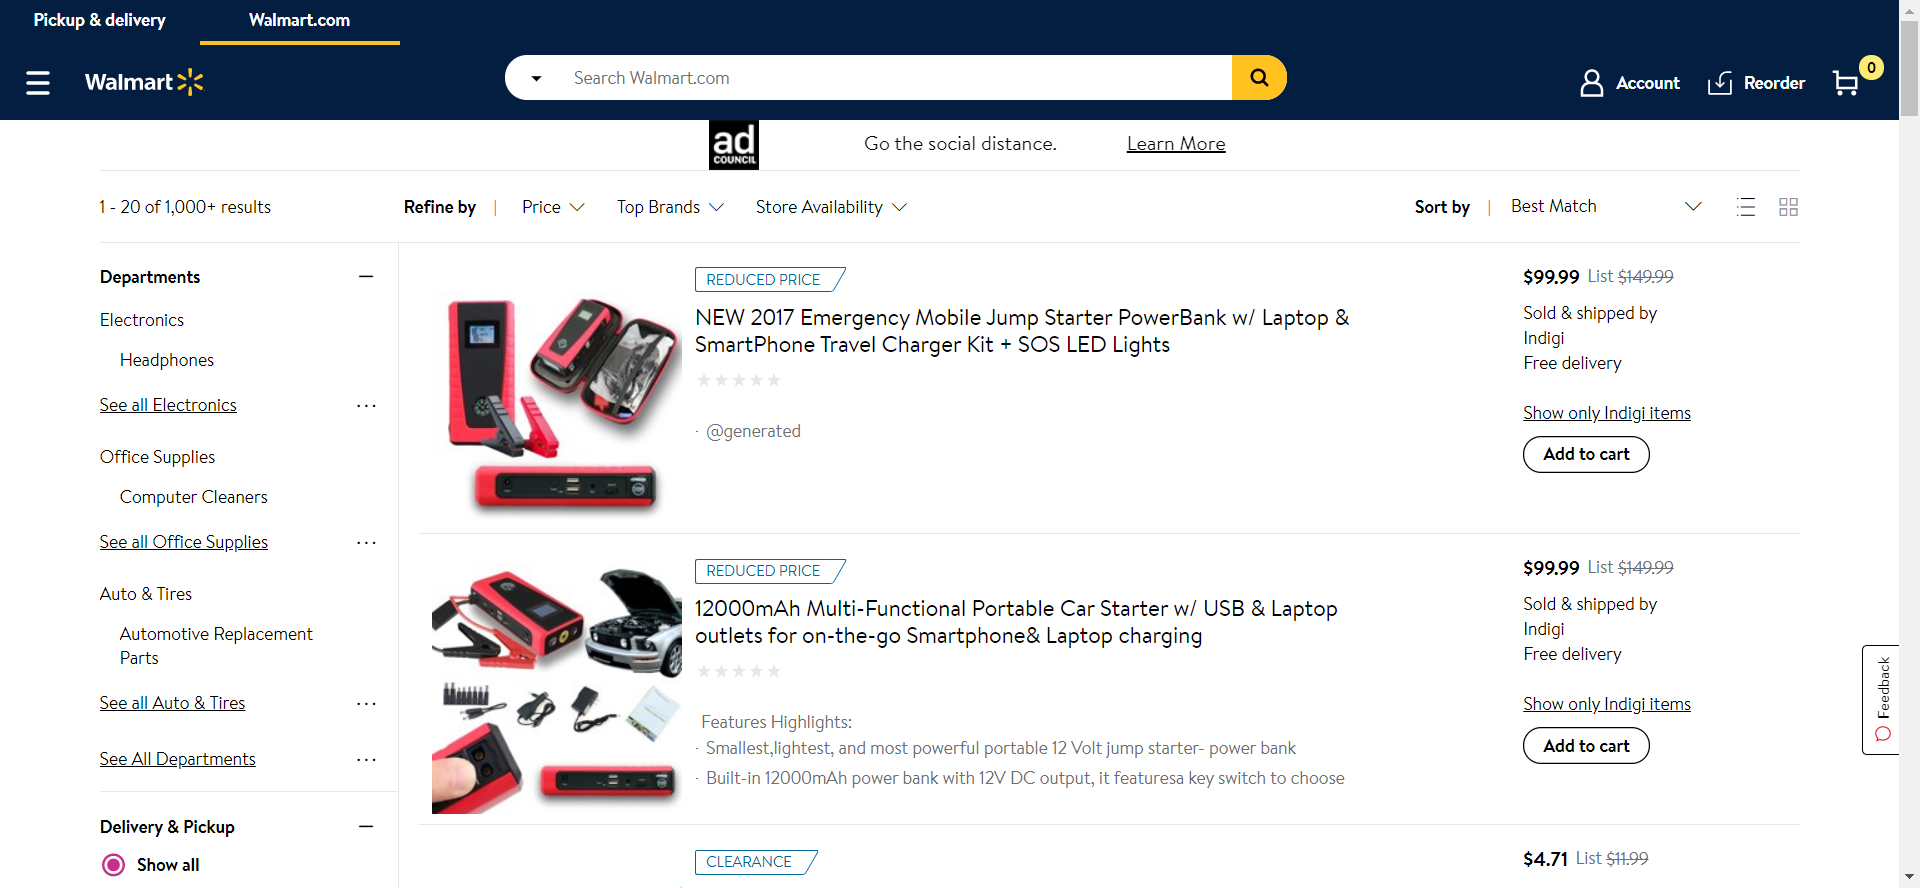 Pickup & delivery
Walmart.com
Walmart
Search Walmart.com
Account
Reorder
0
ad
COUNCIL
Go the social distance.
Learn More
1 - 20 of 1,000+ results
Refine by |
Price
Top Brands
Store Availability
Sort by |
Best Match
Departments
Electronics
Headphones
See all Electronics
Office Supplies
Computer Cleaners
See all Office Supplies
Auto & Tires
Automotive Replacement
Parts
See all Auto & Tires
See All Departments
Delivery & Pickup
Show all
REDUCED PRICE
NEW 2017 Emergency Mobile Jump Starter PowerBank w/ Laptop &
SmartPhone Travel Charger Kit + SOS LED Lights
· @generated
$99.99 List $149.99
Sold & shipped by
Indigi
Free delivery
Show only Indigi items
Add to cart
REDUCED PRICE
12000mAh Multi-Functional Portable Car Starter w/ USB & Laptop
outlets for on-the-go Smartphone& Laptop charging
Features Highlights:
· Smallest,lightest, and most powerful portable 12 Volt jump starter- power bank
· Built-in 12000mAh power bank with 12V DC output, it featuresa key switch to choose
$99.99 List $149.99
Sold & shipped by
Indigi
Free delivery
Show only Indigi items
Add to cart
CLEARANCE
$4.71 List $11.99
Feedback